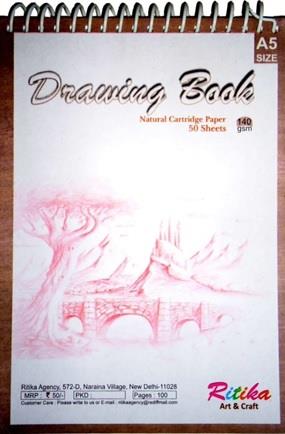 A5
SIZE
Drawing Book
Natural Cartridge Paper
50 Sheets
140
gsm
Ritika Agency, 572-D, Naraina Village, New Delhi-11028
MRP : ₹ 50/- PKD : Pages : 100
Customer Care : Please write to us or E-mail : ritikaagency@rediffmail.com
Ritika
Art & Craft